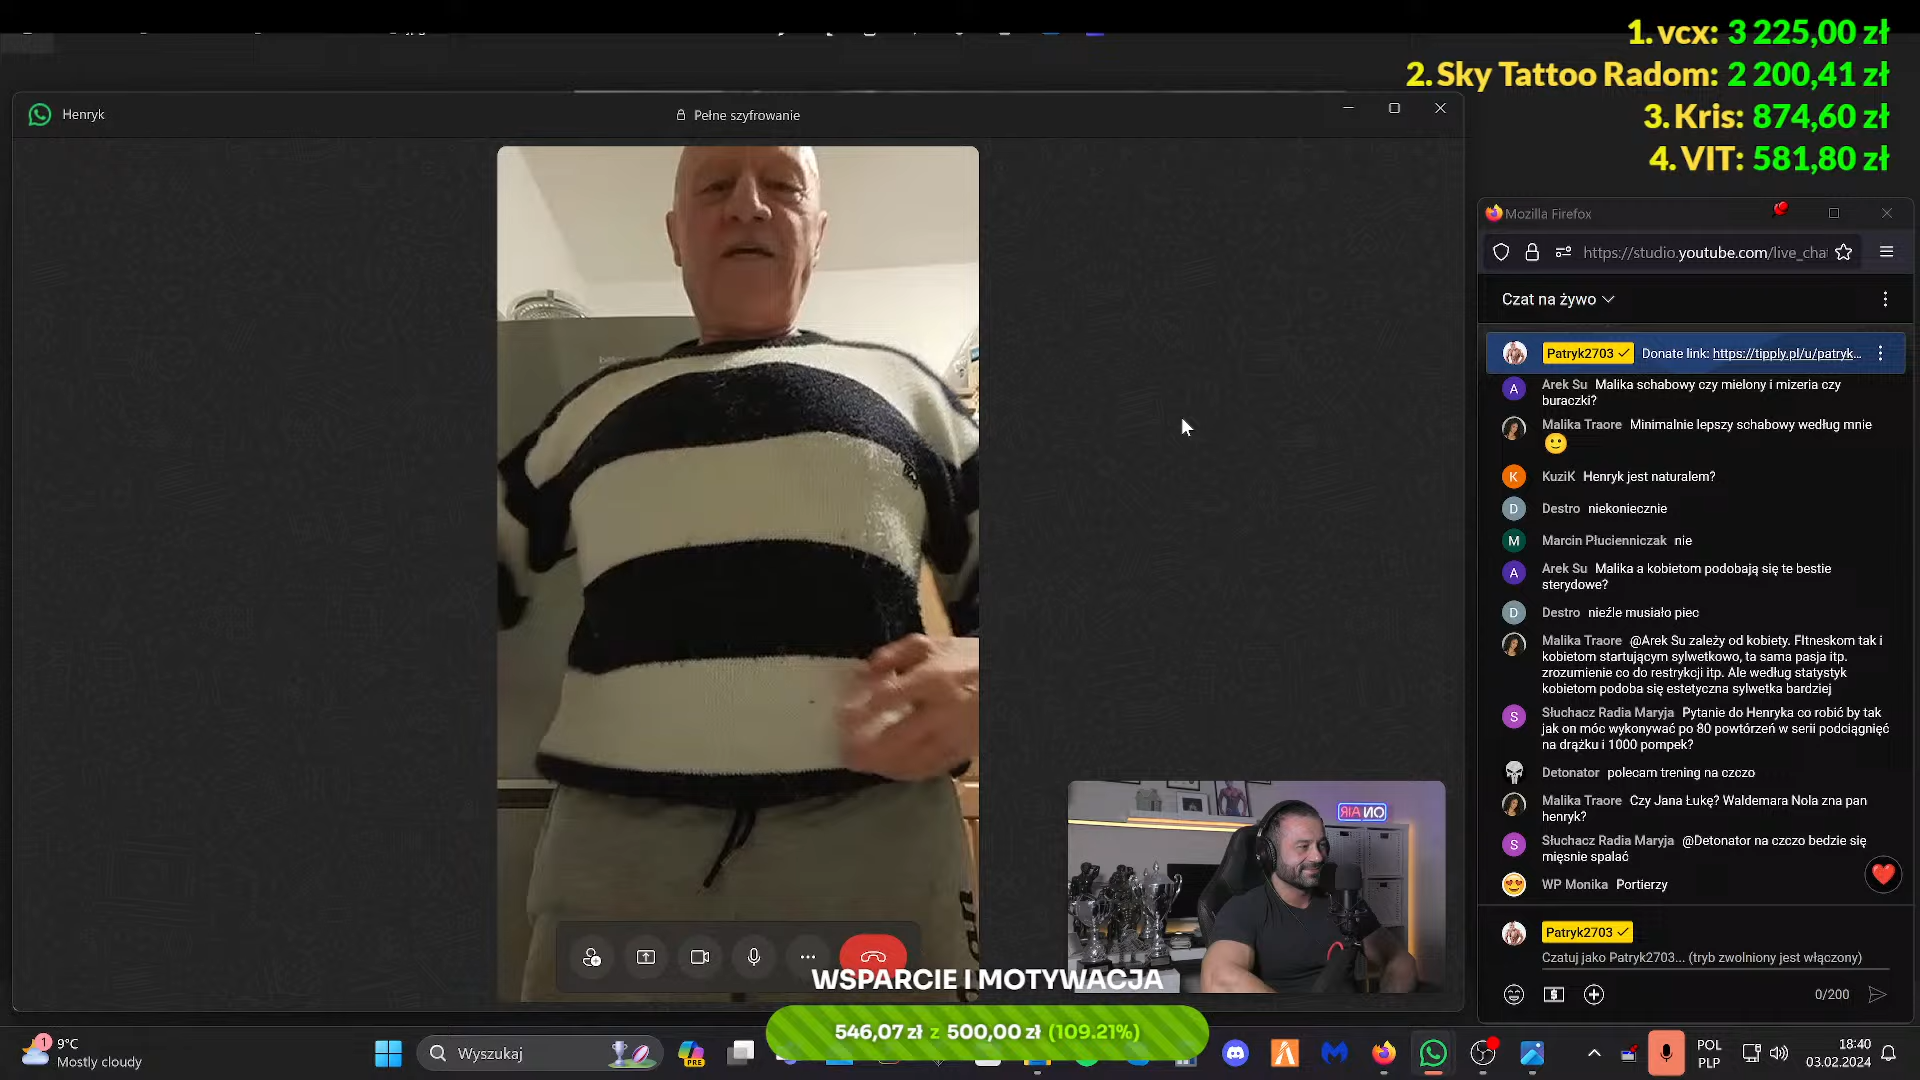 1. vcx: 3 225,00 zł
2. Sky Tattoo Radom: 2 200,41 zł
3. Kris: 874,60 zł
4. VIT: 581,80 zł
Henryk
Pełne szyfrowanie
Mozilla Firefox
https://studio.youtube.com/live_cha
Czat na żywo
Patryk2703 Donate link: https://tipply.pl/u/patryk...
A Arek Su Malika schabowy czy mielony i mizeria czy
buraczki?
Malika Traore Minimalnie lepszy schabowy według mnie
🙂
K KuziK Henryk jest naturalem?
D Destro niekoniecznie
M Marcin Płucienniczak nie
A Arek Su Malika a kobietom podobają się te bestie
sterydowe?
D Destro nieźle musiało piec
Malika Traore @Arek Su zależy od kobiety. FItneskom tak i
kobietom startującym sylwetkowo, ta sama pasja itp.
zrozumienie co do restrykcji itp. Ale według statystyk
kobietom podoba się estetyczna sylwetka bardziej
S Słuchacz Radia Maryja Pytanie do Henryka co robić by tak
jak on móc wykonywać po 80 powtórzeń w serii podciągnięć
na drążku i 1000 pompek?
Detonator polecam trening na czczo
Malika Traore Czy Jana Łukę? Waldemara Nola zna pan
henryk?
S Słuchacz Radia Maryja @Detonator na czczo bedzie się
mięsnie spalać
WP Monika Portierzy
Patryk2703
Czatuj jako Patryk2703... (tryb zwolniony jest włączony)
0/200
ON AIR
WSPARCIE I MOTYWACJA
546,07 zł z 500,00 zł (109.21%)
1
9°C
Mostly cloudy
Wyszukaj
PRE
POL
PLP
18:40
03.02.2024